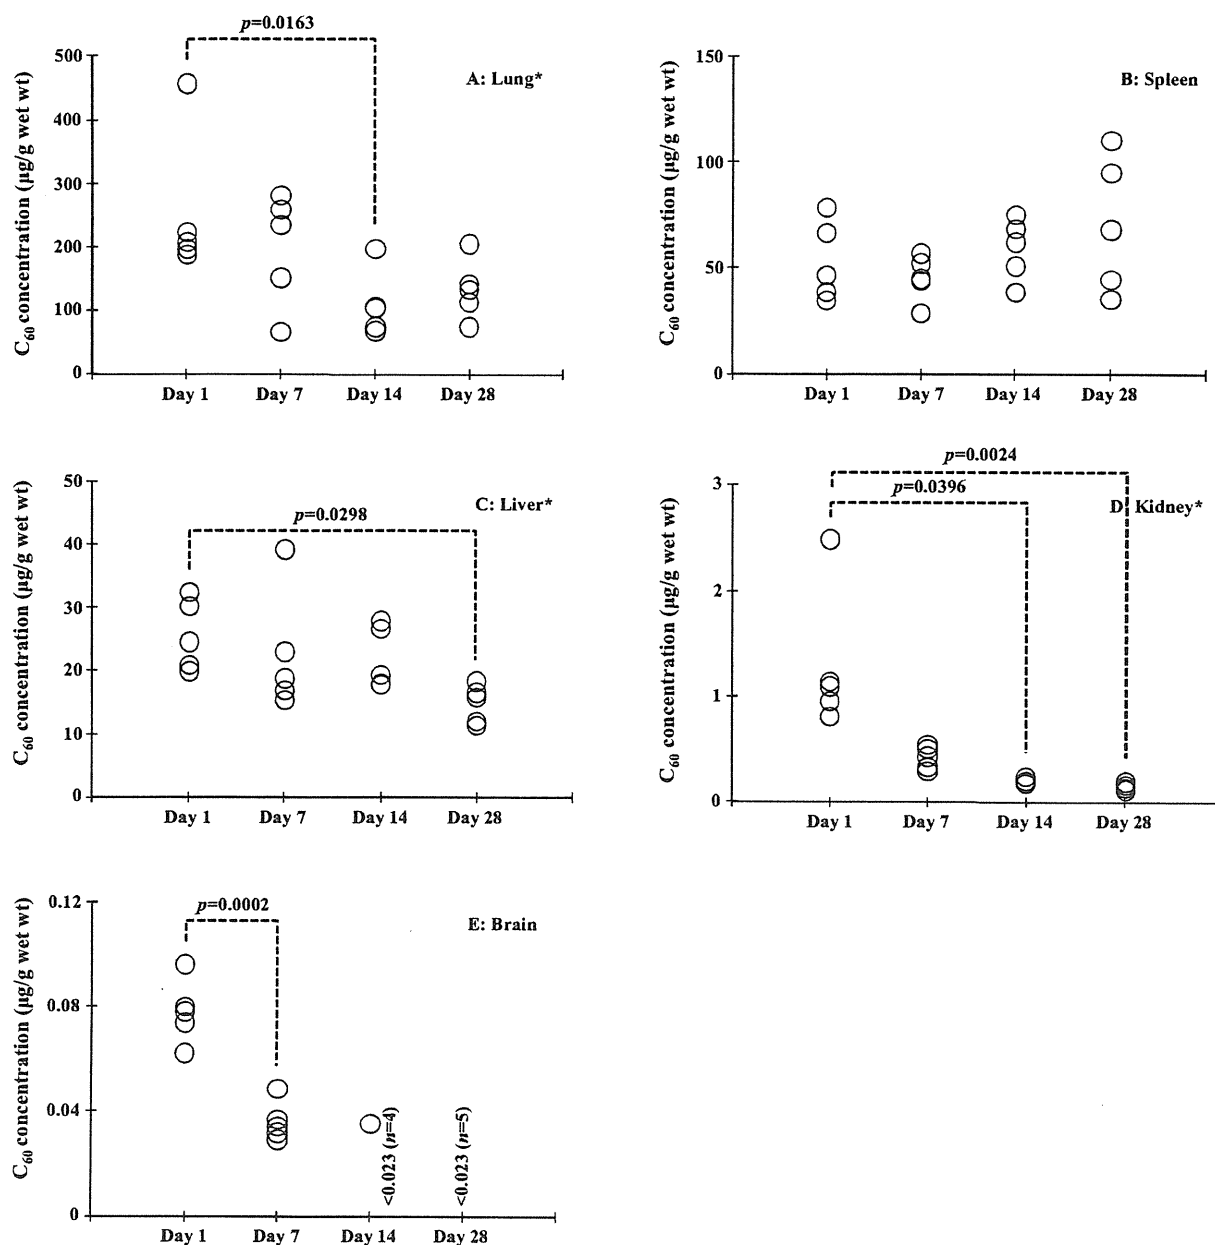 p=0.0163
A: Lung*
C₆₀ concentration (µg/g wet wt)
500
400
300
200
100
0
Day 1 Day 7 Day 14 Day 28
B: Spleen
C₆₀ concentration (µg/g wet wt)
150
100
50
0
Day 1 Day 7 Day 14 Day 28
C: Liver*
p=0.0298
C₆₀ concentration (µg/g wet wt)
50
40
30
20
10
0
Day 1 Day 7 Day 14 Day 28
p=0.0024
p=0.0396
D: Kidney*
C₆₀ concentration (µg/g wet wt)
3
2
1
0
Day 1 Day 7 Day 14 Day 28
p=0.0002
E: Brain
C₆₀ concentration (µg/g wet wt)
0.12
0.08
0.04
0
<0.023 (n=4)
<0.023 (n=5)
Day 1 Day 7 Day 14 Day 28